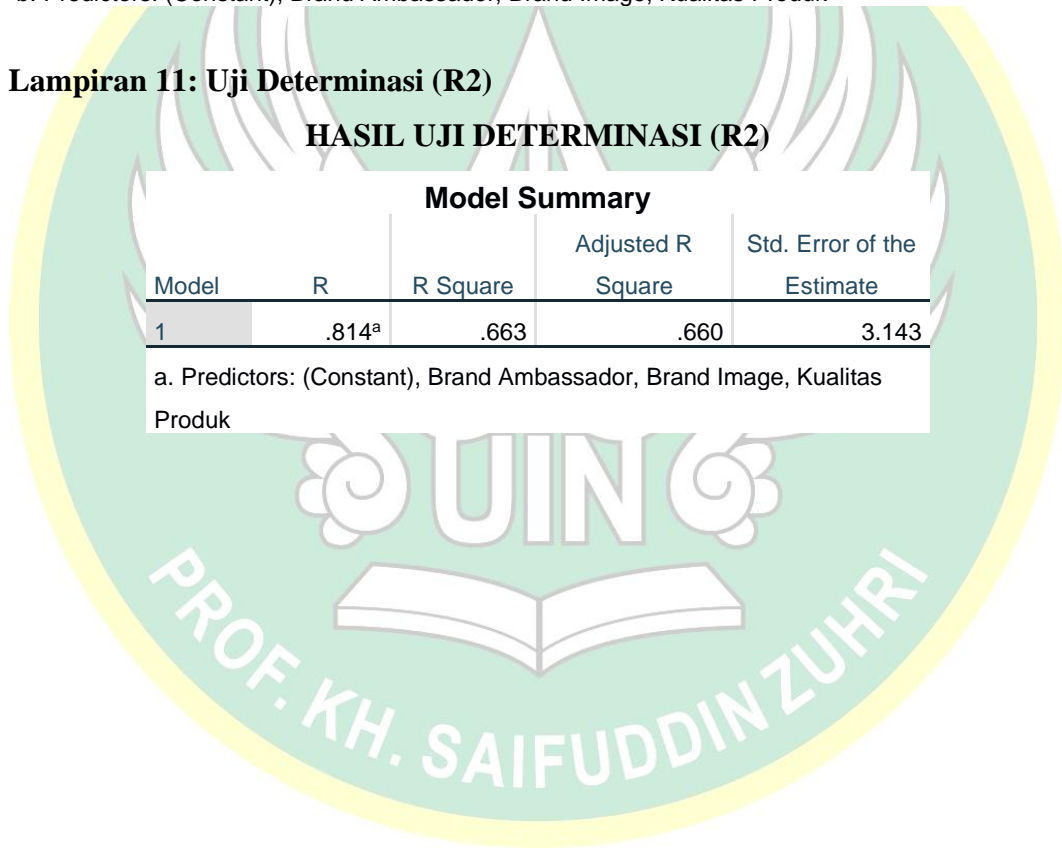 b. Predictors: (Constant), Brand Ambassador, Brand Image, Kualitas Produk
Lampiran 11: Uji Determinasi (R2)
HASIL UJI DETERMINASI (R2)
Model Summary
Model R R Square Adjusted R Square Std. Error of the Estimate
1 .814a .663 .660 3.143
a. Predictors: (Constant), Brand Ambassador, Brand Image, Kualitas
Produk
UIN
PROF. KH. SAIFUDDIN ZUHRI